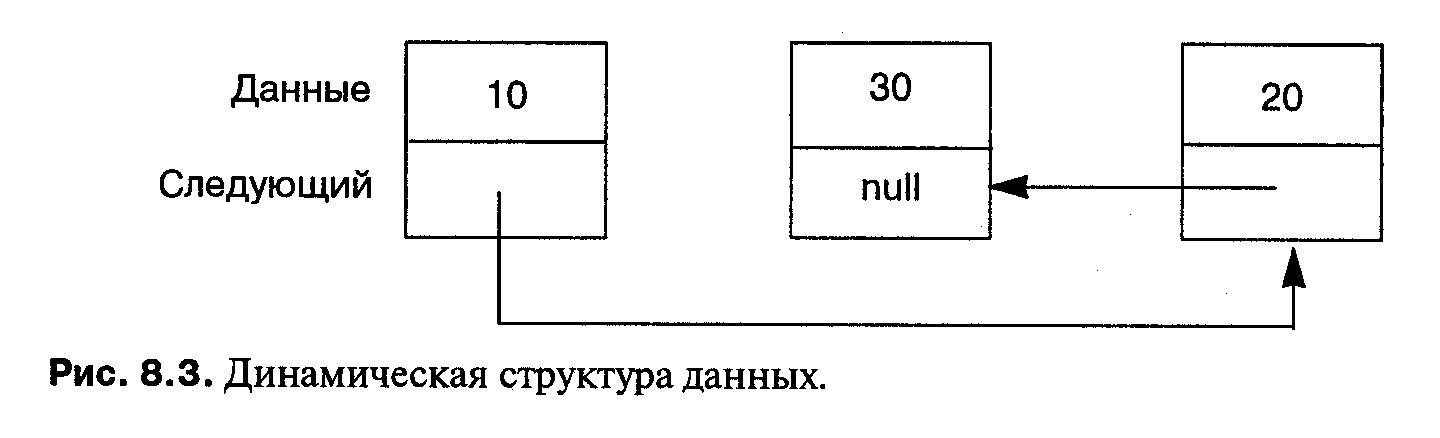 Данные 10 30 20
Следующий null
Рис. 8.3. Динамическая структура данных.